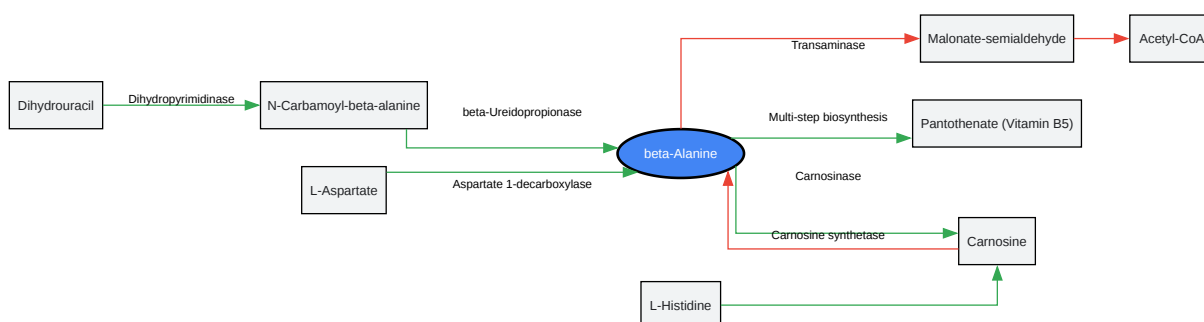 Transaminase
Malonate-semialdehyde
Acetyl-CoA
Dihydrouracil
Dihydropyrimidinase
N-Carbamoyl-beta-alanine
beta-Ureidopropionase
Multi-step biosynthesis
Pantothenate (Vitamin B5)
beta-Alanine
L-Aspartate
Aspartate 1-decarboxylase
Carnosinase
Carnosine synthetase
Carnosine
L-Histidine